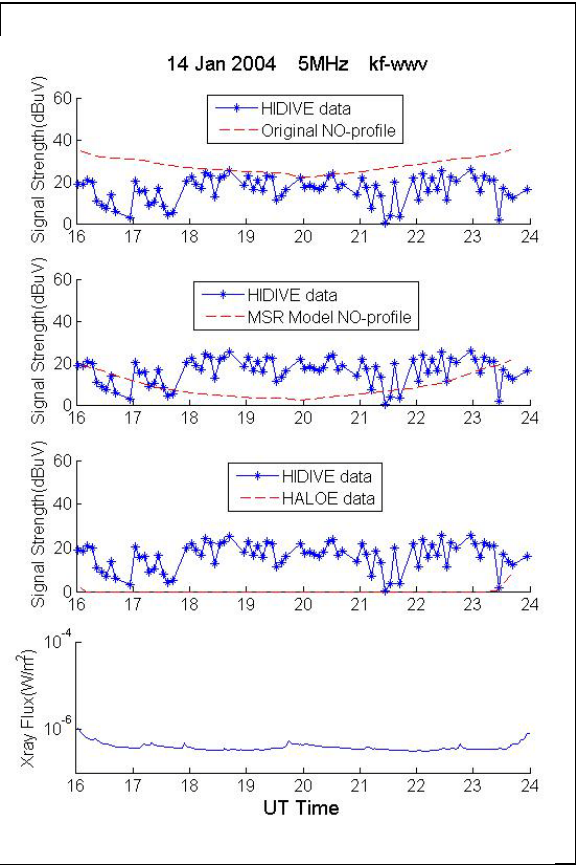 14 Jan 2004 5MHz kf-wwv
Signal Strength(dBuV)
60
40
20
0
HIDIVE data
Original NO-profile
16 17 18 19 20 21 22 23 24
Signal Strength(dBuV)
60
40
20
0
HIDIVE data
MSR Model NO-profile
16 17 18 19 20 21 22 23 24
Signal Strength(dBuV)
60
40
20
0
HIDIVE data
HALOE data
16 17 18 19 20 21 22 23 24
Xray Flux(W/m²)
10⁻⁴
10⁻⁶
16 17 18 19 20 21 22 23 24
UT Time